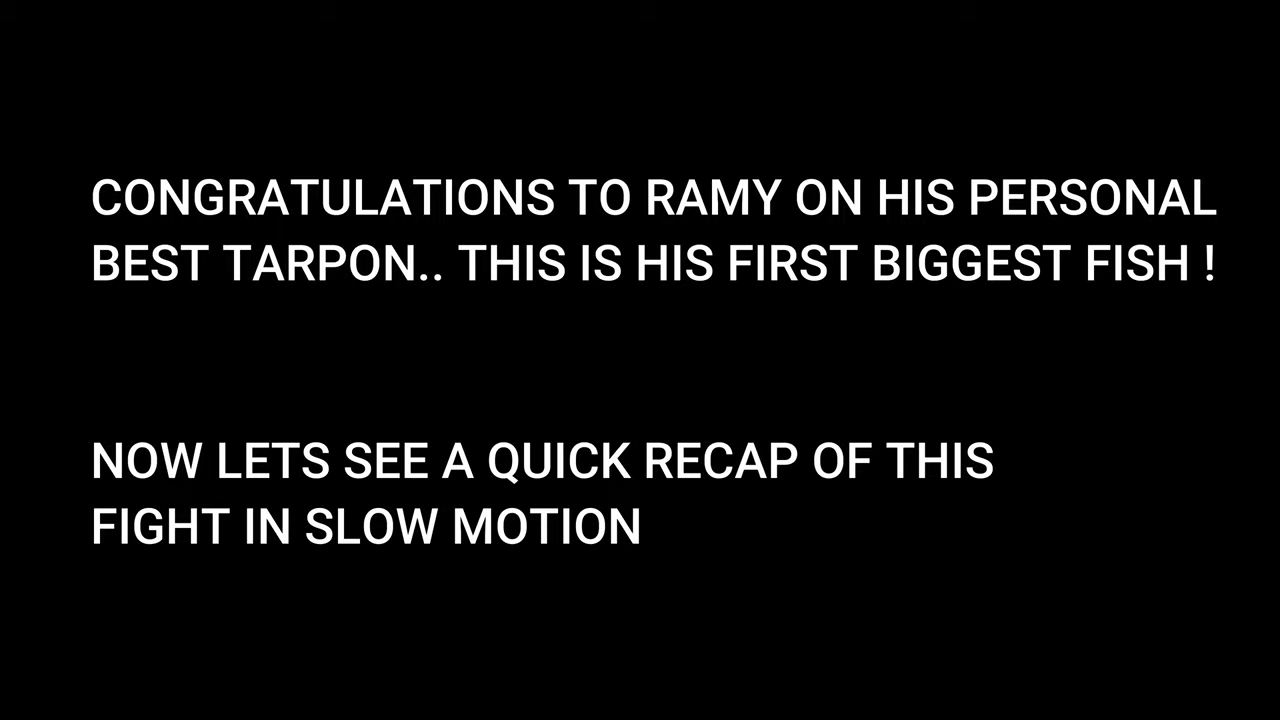 CONGRATULATIONS TO RAMY ON HIS PERSONAL
BEST TARPON.. THIS IS HIS FIRST BIGGEST FISH !
NOW LETS SEE A QUICK RECAP OF THIS
FIGHT IN SLOW MOTION